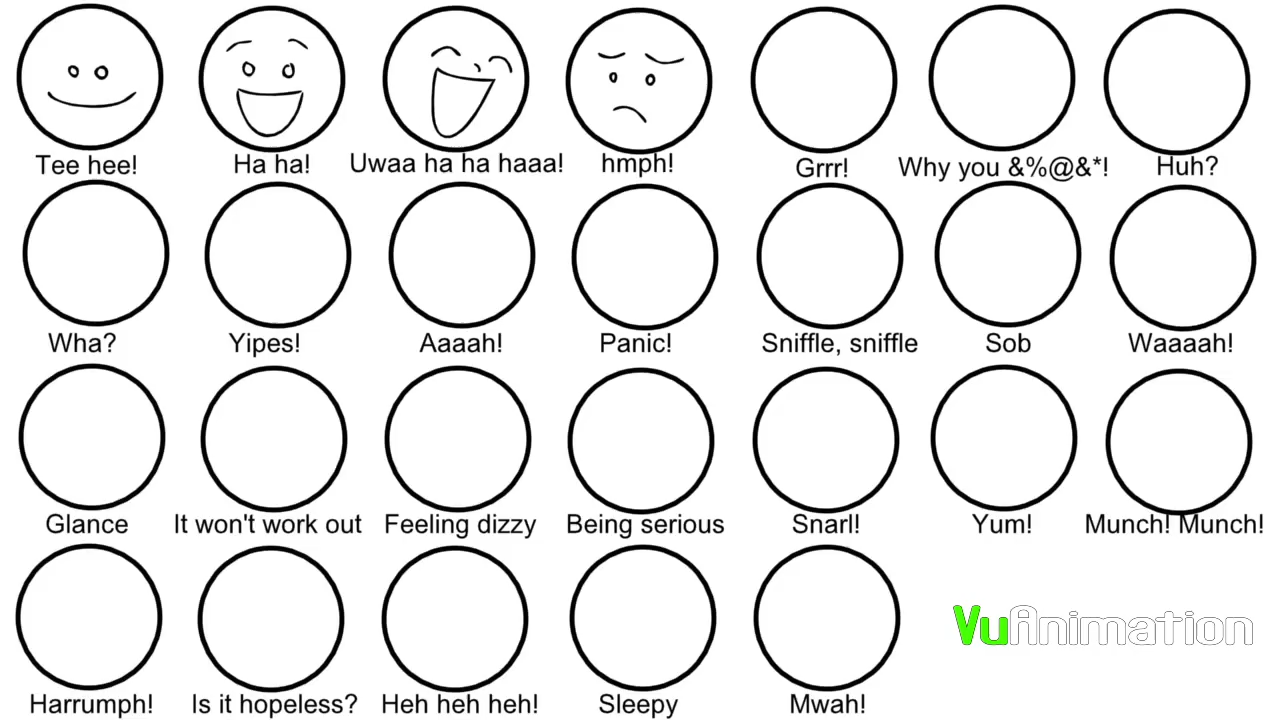 Tee hee! Ha ha! Uwaa ha ha haaa! hmph! Grrr! Why you &%@&*! Huh?
Wha? Yipes! Aaaah! Panic! Sniffle, sniffle Sob Waaaah!
Glance It won't work out Feeling dizzy Being serious Snarl! Yum! Munch! Munch!
VuAnimation
Harrumph! Is it hopeless? Heh heh heh! Sleepy Mwah!